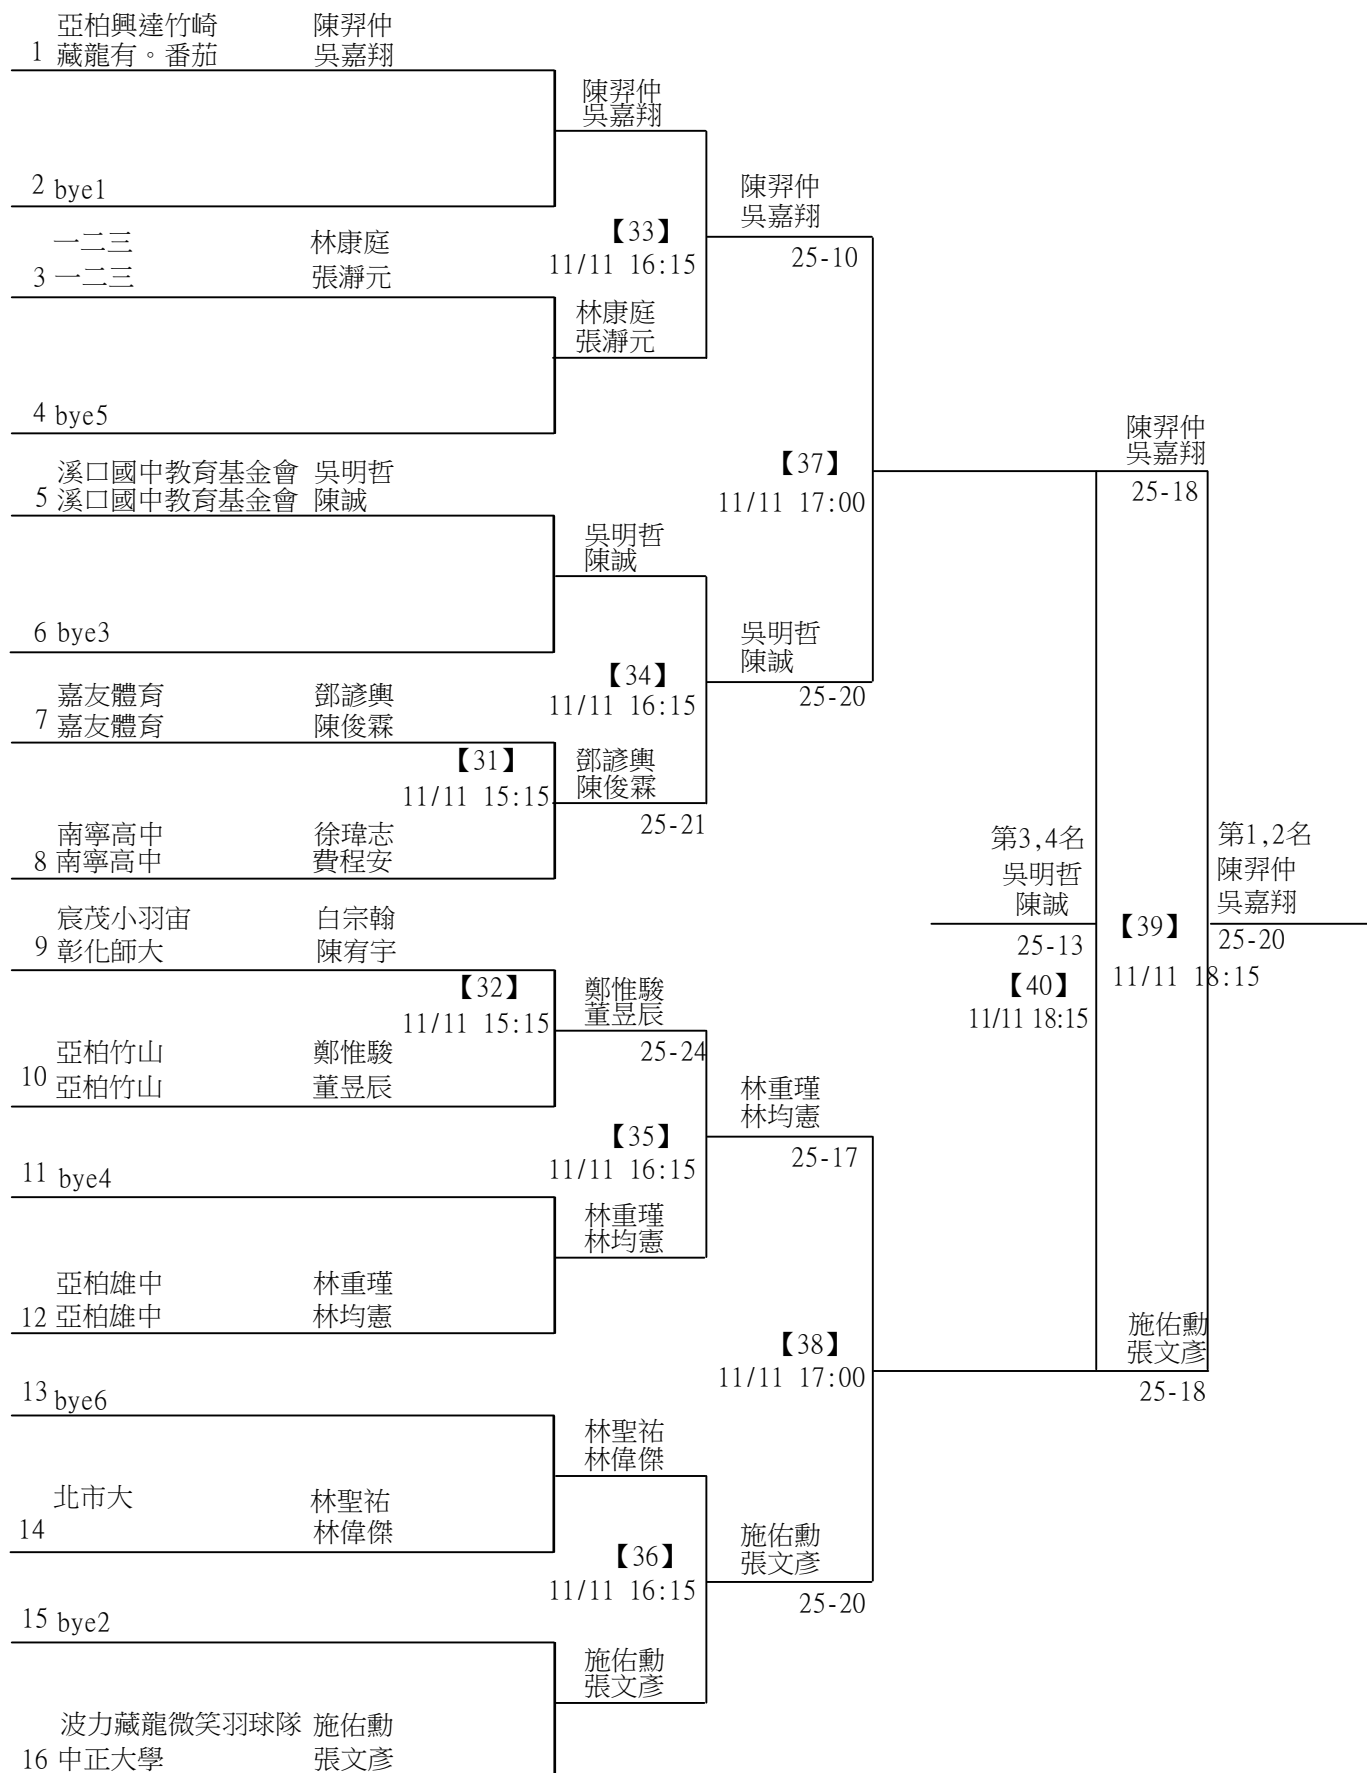 亞柏興達竹崎 陳羿仲
1 藏龍有。番茄 吳嘉翔
陳羿仲
吳嘉翔
2 bye1
陳羿仲
吳嘉翔
25-10
一二三 林康庭
3 一二三 張瀞元
【33】
11/11 16:15
林康庭
張瀞元
4 bye5
陳羿仲
吳嘉翔
25-18
溪口國中教育基金會 吳明哲
5 溪口國中教育基金會 陳誠
【37】
11/11 17:00
吳明哲
陳誠
6 bye3
吳明哲
陳誠
25-20
嘉友體育 鄧諺輿
7 嘉友體育 陳俊霖
【34】
11/11 16:15
【31】
11/11 15:15
鄧諺輿
陳俊霖
25-21
南寧高中 徐瑋志
8 南寧高中 費程安
第3,4名
吳明哲
陳誠
25-13
【40】
11/11 18:15
第1,2名
陳羿仲
吳嘉翔
25-20
【39】
11/11 18:15
宸茂小羽宙 白宗翰
9 彰化師大 陳宥宇
【32】
11/11 15:15
鄭惟駿
董昱辰
25-24
亞柏竹山 鄭惟駿
10 亞柏竹山 董昱辰
林重瑾
林均憲
25-17
【35】
11/11 16:15
11 bye4
林重瑾
林均憲
亞柏雄中 林重瑾
12 亞柏雄中 林均憲
【38】
11/11 17:00
施佑勳
張文彥
25-18
13 bye6
林聖祐
林偉傑
北市大 林聖祐
14 林偉傑
【36】
11/11 16:15
施佑勳
張文彥
25-20
15 bye2
施佑勳
張文彥
波力藏龍微笑羽球隊 施佑勳
16 中正大學 張文彥